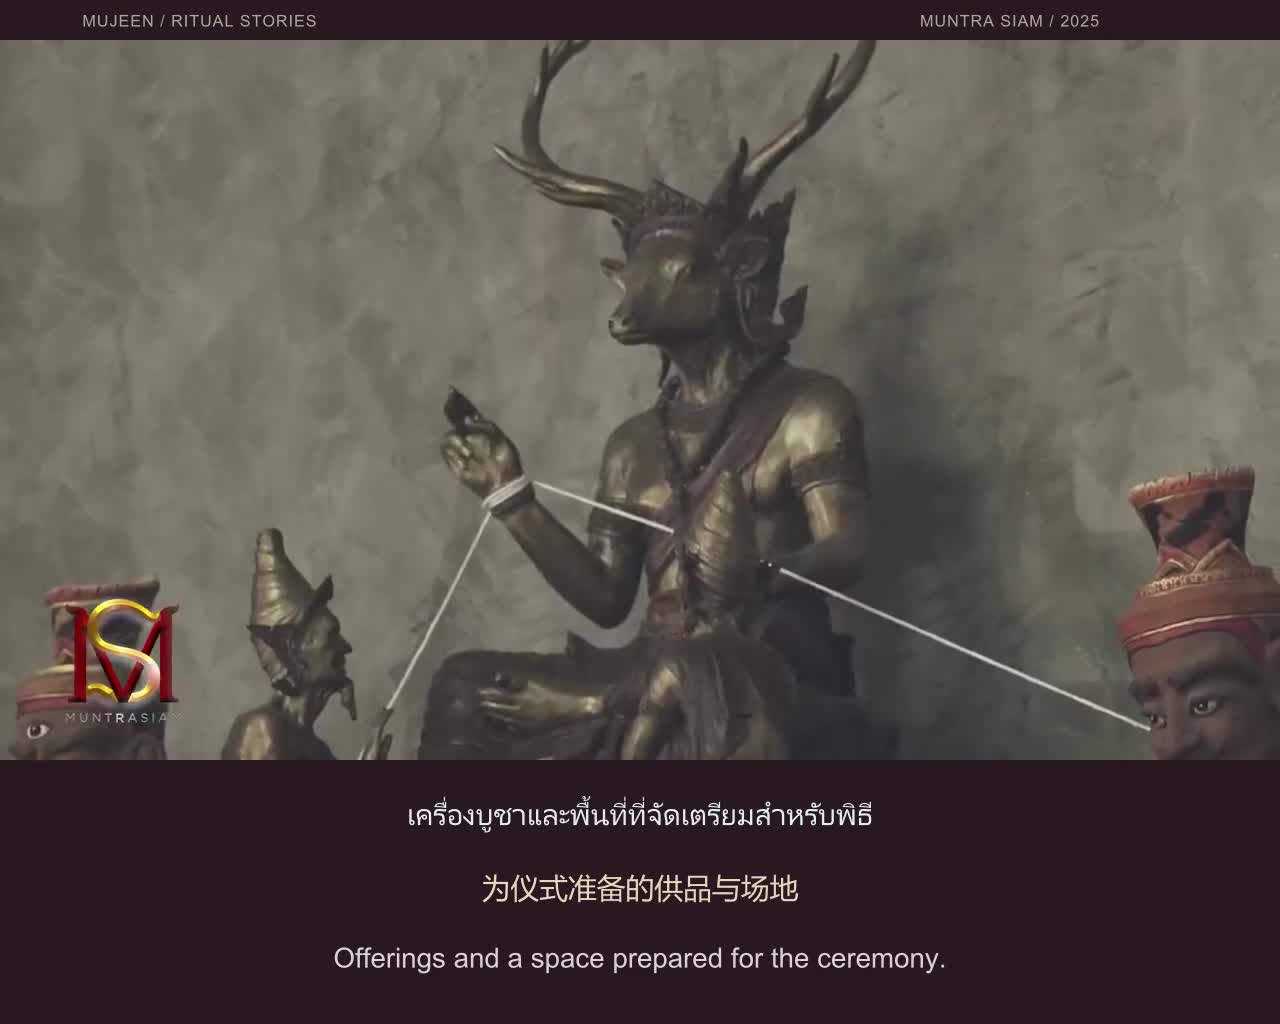 MUJEEN / RITUAL STORIES
MUNTRA SIAM / 2025
MS
MUNTRASIAM
เครื่องบูชาและพื้นที่ที่จัดเตรียมสำหรับพิธี
为仪式准备的供品与场地
Offerings and a space prepared for the ceremony.